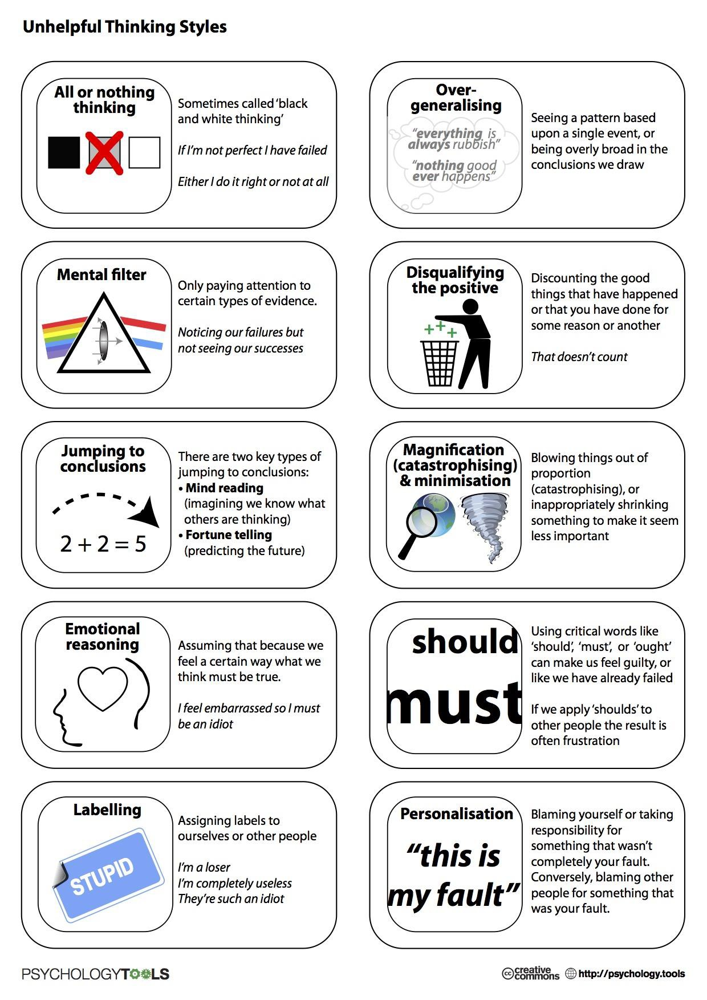 Unhelpful Thinking Styles
All or nothing
thinking
Sometimes called ‘black
and white thinking’
If I’m not perfect I have failed
Either I do it right or not at all
Over-
generalising
“everything is
always rubbish”
“nothing good
ever happens”
Seeing a pattern based
upon a single event, or
being overly broad in the
conclusions we draw
Mental filter
Only paying attention to
certain types of evidence.
Noticing our failures but
not seeing our successes
Disqualifying
the positive
+++
Discounting the good
things that have happened
or that you have done for
some reason or another
That doesn’t count
Jumping to
conclusions
2 + 2 = 5
There are two key types of
jumping to conclusions:
• Mind reading
(imagining we know what
others are thinking)
• Fortune telling
(predicting the future)
Magnification
(catastrophising)
& minimisation
Blowing things out of
proportion
(catastrophising), or
inappropriately shrinking
something to make it seem
less important
Emotional
reasoning
Assuming that because we
feel a certain way what we
think must be true.
I feel embarrassed so I must
be an idiot
should
must
Using critical words like
‘should’, ‘must’, or ‘ought’
can make us feel guilty, or
like we have already failed
If we apply ‘shoulds’ to
other people the result is
often frustration
Labelling
STUPID
Assigning labels to
ourselves or other people
I’m a loser
I’m completely useless
They’re such an idiot
Personalisation
“this is
my fault”
Blaming yourself or taking
responsibility for
something that wasn’t
completely your fault.
Conversely, blaming other
people for something that
was your fault.
PSYCHOLOGYTOOLS
cc creative
commons
http://psychology.tools